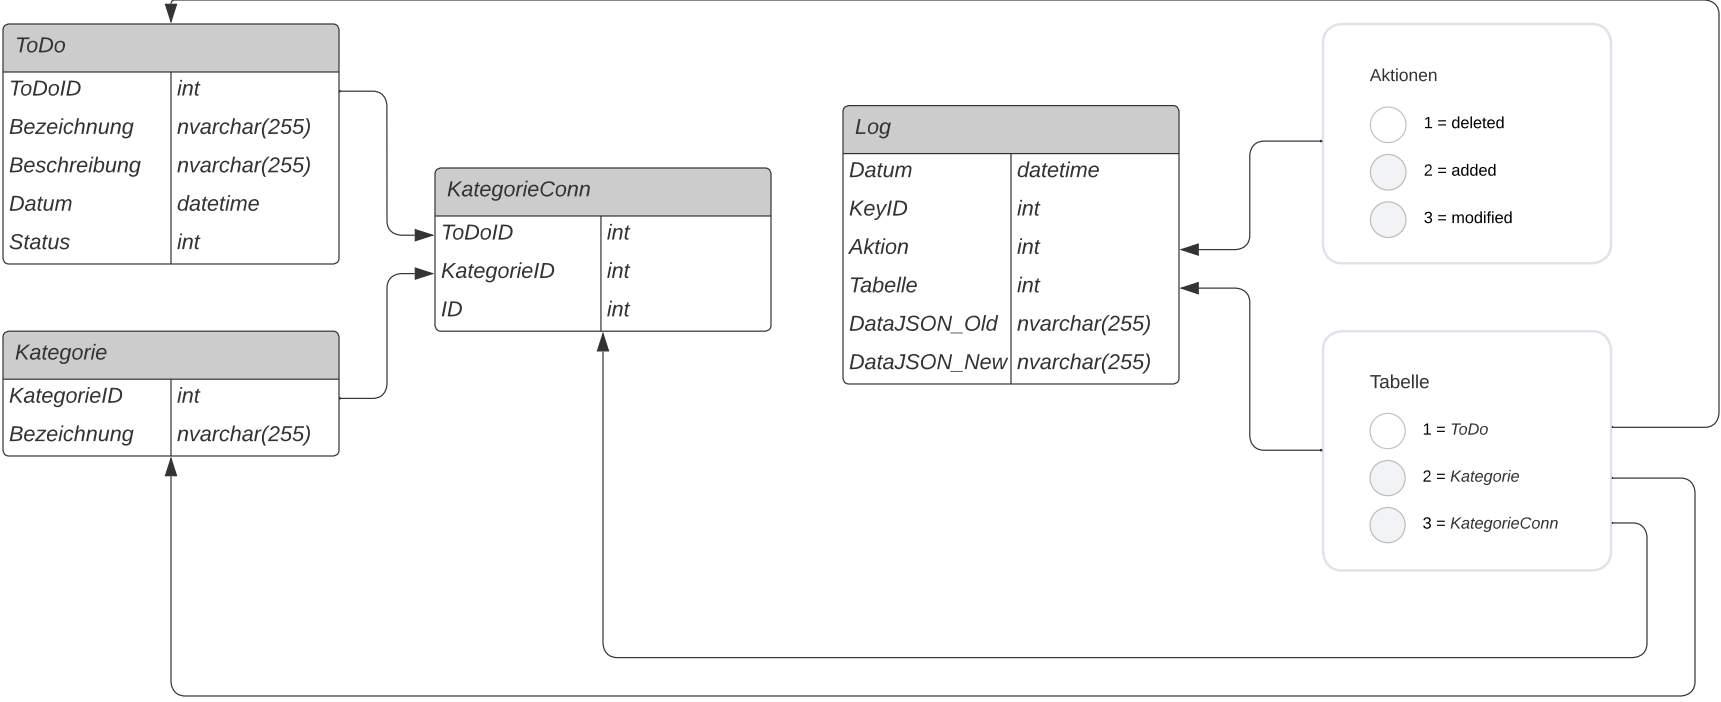 ToDo
ToDoID int
Bezeichnung nvarchar(255)
Beschreibung nvarchar(255)
Datum datetime
Status int
Kategorie
KategorieID int
Bezeichnung nvarchar(255)
KategorieConn
ToDoID int
KategorieID int
ID int
Log
Datum datetime
KeyID int
Aktion int
Tabelle int
DataJSON_Old nvarchar(255)
DataJSON_New nvarchar(255)
Aktionen
1 = deleted
2 = added
3 = modified
Tabelle
1 = ToDo
2 = Kategorie
3 = KategorieConn